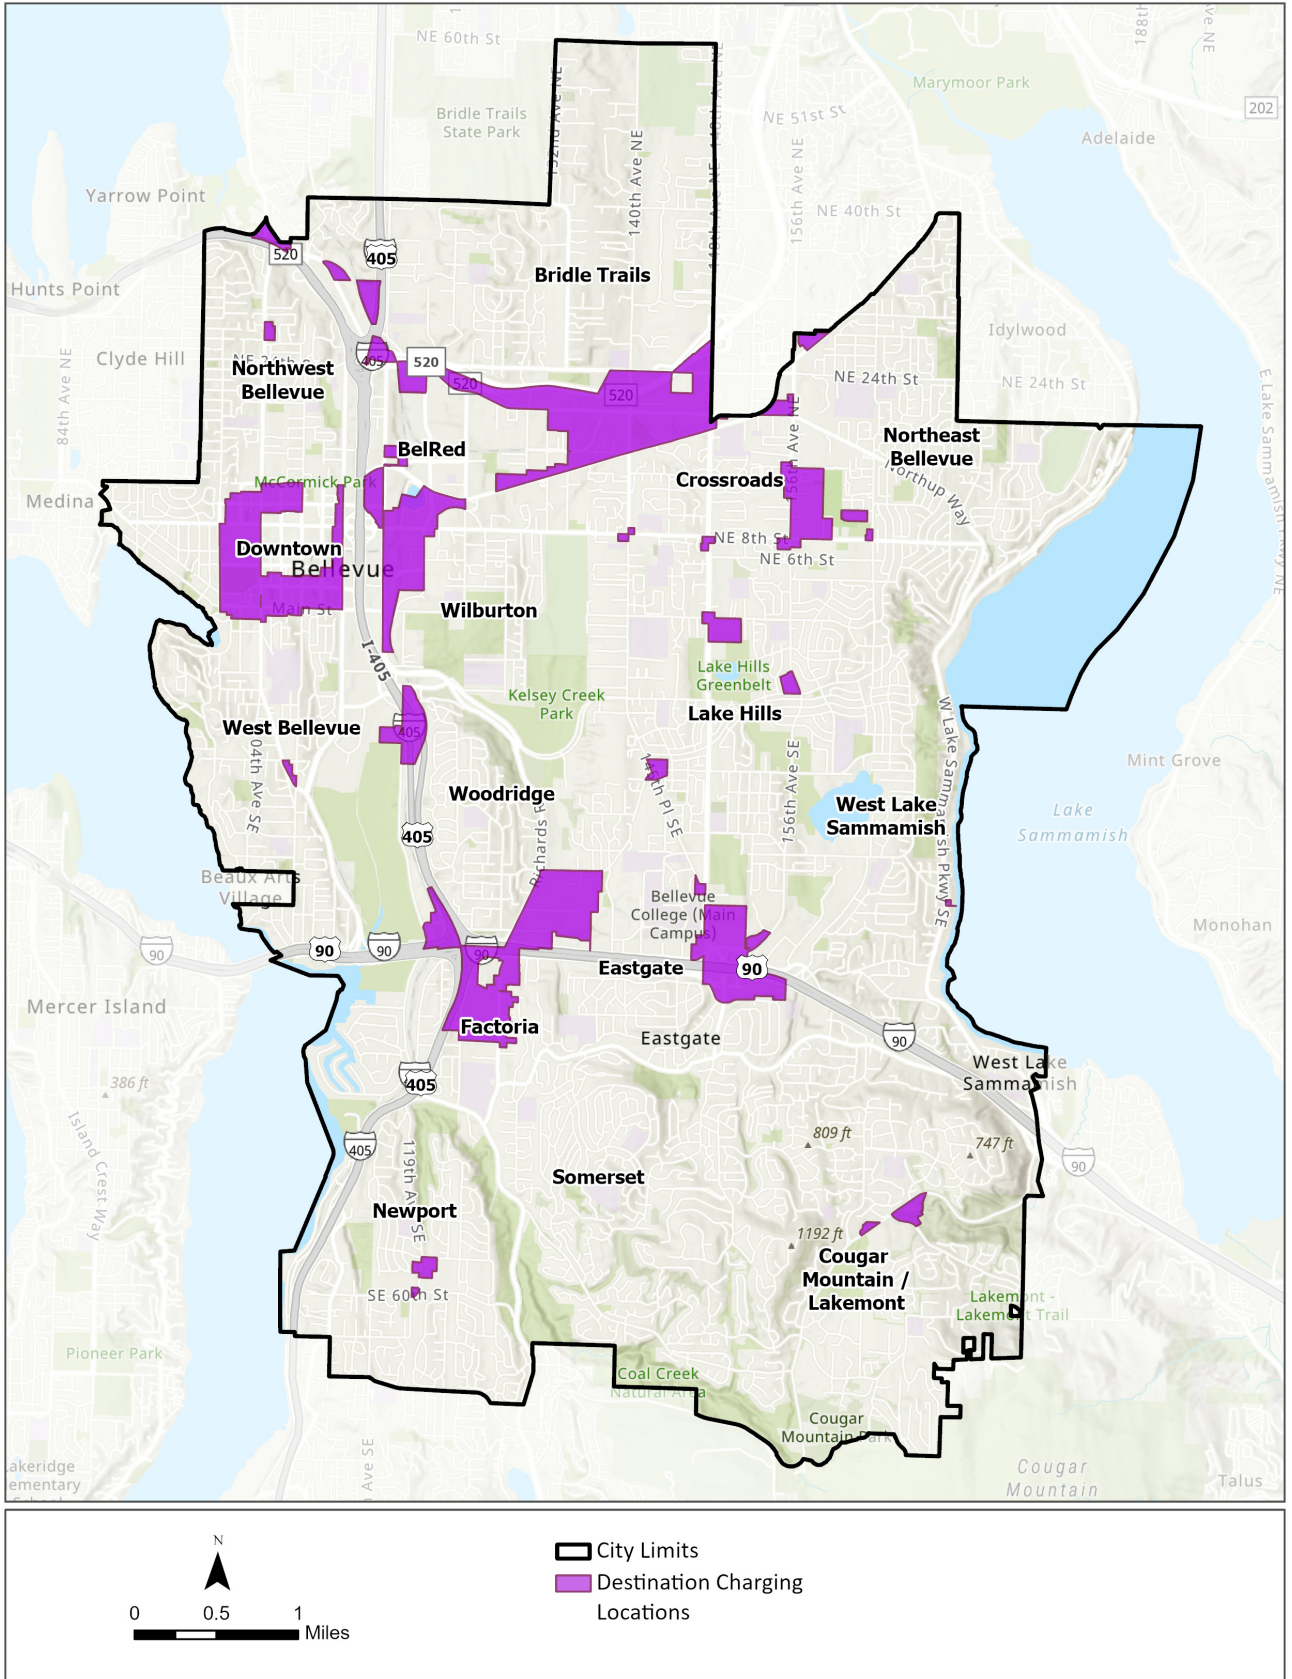 NE 60th St
Marymoor Park
202
Bridle Trails
State Park
NE 51st St
Adelaide
140th Ave NE
156th Ave NE
Yarrow Point
NE 40th St
520
405
Bridle Trails
Hunts Point
Idylwood
Clyde Hill
84th Ave NE
405
520
520
520
NE 24th St
NE 24th St
Northwest
Bellevue
E Lake Sammamish Pkwy NE
BelRed
Northeast
Bellevue
156th Ave NE
Crossroads
Northup Way
McCormick Park
Medina
NE 8th St
NE 6th St
Downtown
Bellevue
Main St
Wilburton
I-405
Lake Hills
Greenbelt
Kelsey Creek
Park
Lake Hills
West Bellevue
405
W Lake Sammamish Pkwy SE
156th Ave SE
Mint Grove
Woodridge
West Lake
Sammamish
Lake
Sammamish
405
Beaux Arts
Village
Bellevue
College (Main
Campus)
Monohan
90
90
90
90
Eastgate
90
Mercer Island
Factoria
Eastgate
90
West Lake
Sammamish
405
386 ft
Island Crest Way
809 ft
747 ft
405
90
119th Ave SE
Somerset
Newport
1192 ft
Cougar
Mountain /
Lakemont
SE 60th St
Lakemont -
Lakemont Trail
Pioneer Park
Coal Creek
Natural Area
Cougar
Mountain Park
Cougar
Mountain
Talus
N
0 0.5 1
Miles
City Limits
Destination Charging
Locations